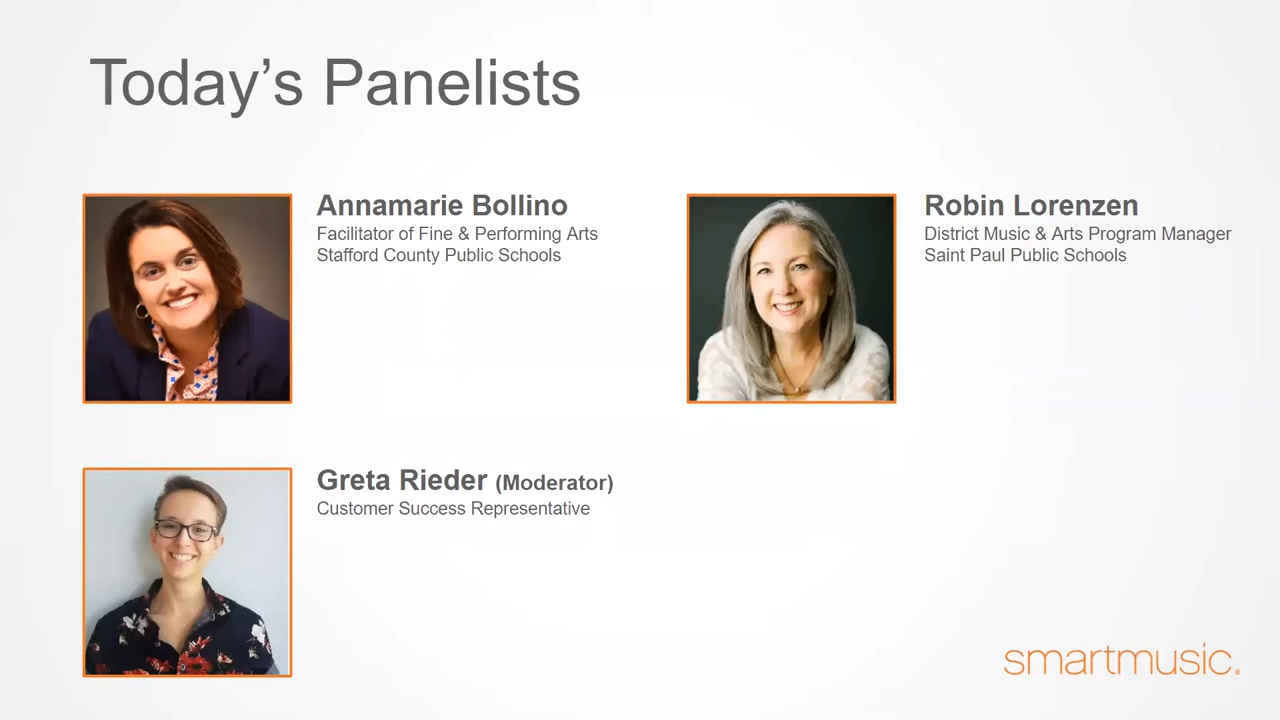 Today’s Panelists
Annamarie Bollino
Facilitator of Fine & Performing Arts
Stafford County Public Schools
Robin Lorenzen
District Music & Arts Program Manager
Saint Paul Public Schools
Greta Rieder (Moderator)
Customer Success Representative
smartmusic.